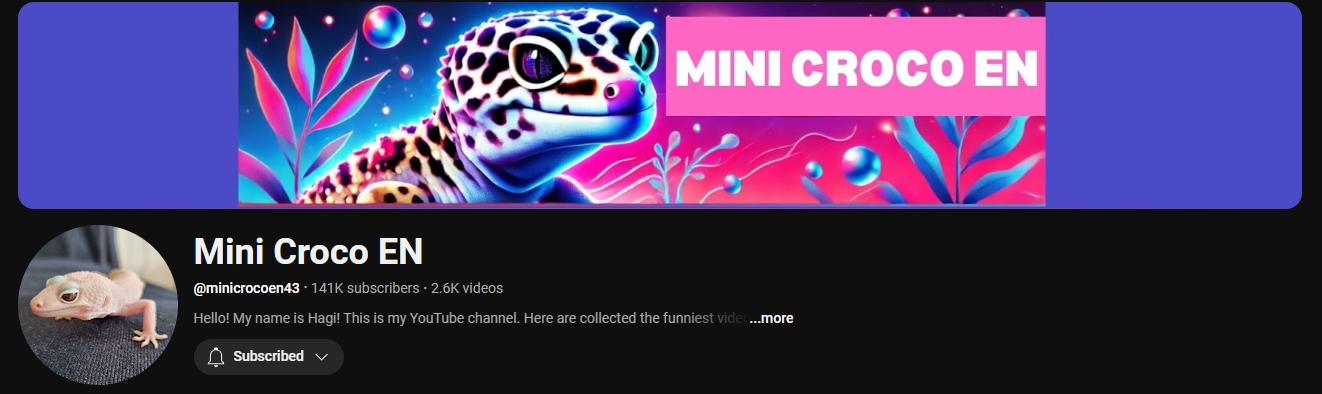 MINI CROCO EN
Mini Croco EN
@minicrocoen43 · 141K subscribers · 2.6K videos
Hello! My name is Hagi! This is my YouTube channel. Here are collected the funniest vide ...more
Subscribed